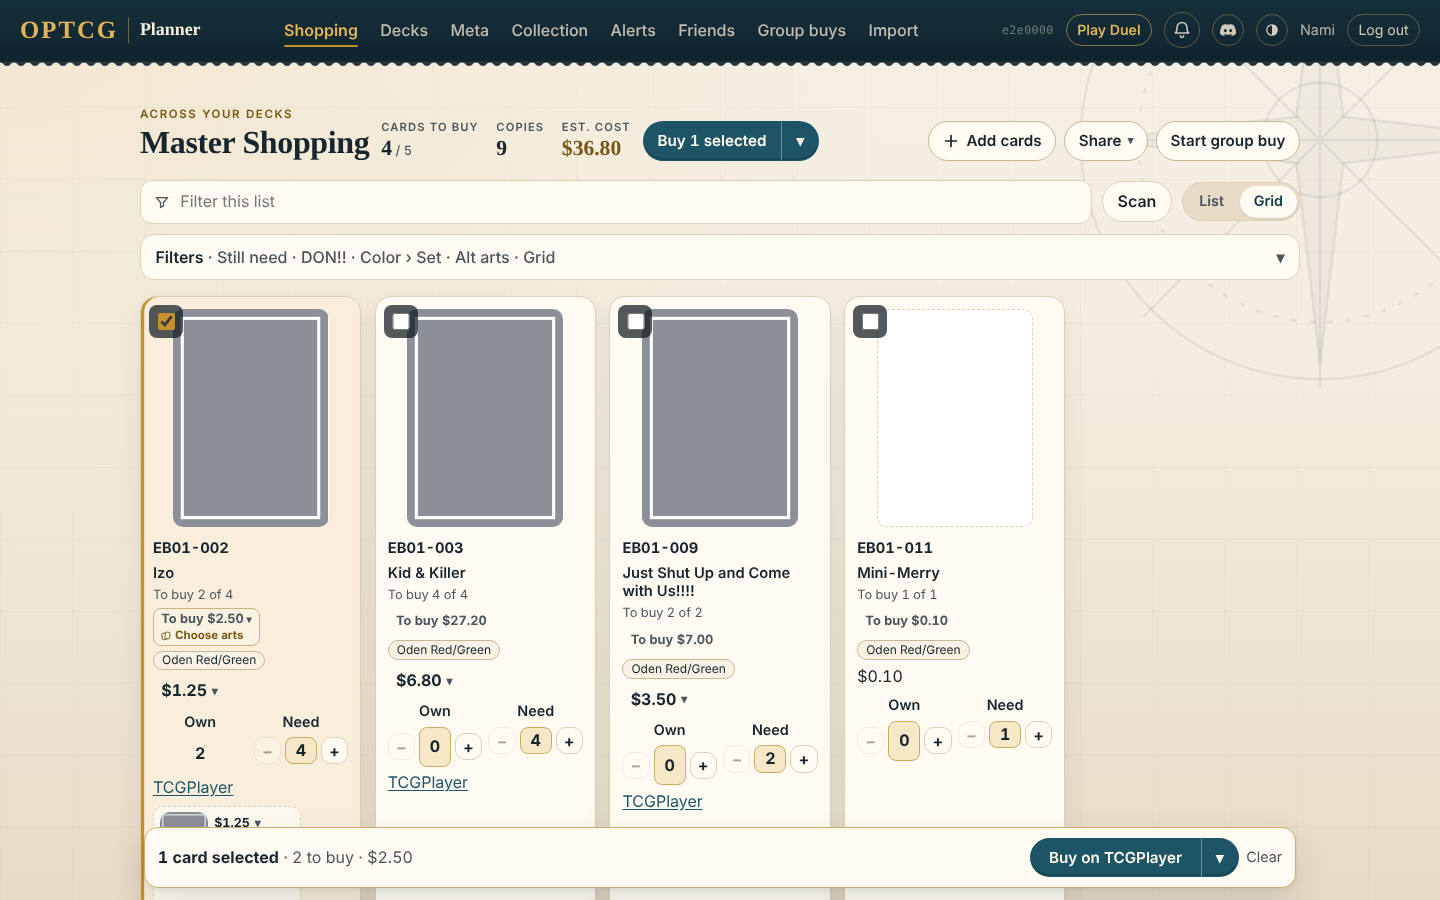 OPTCG Planner
Shopping Decks Meta Collection Alerts Friends Group buys Import
e2e0000 Play Duel Nami Log out
ACROSS YOUR DECKS
Master Shopping
CARDS TO BUY
4 / 5
COPIES
9
EST. COST
$36.80
Buy 1 selected ▼
+ Add cards
Share ▾
Start group buy
Filter this list
Scan
List Grid
Filters · Still need · DON!! · Color › Set · Alt arts · Grid ▼
EB01-002
Izo
To buy 2 of 4
To buy $2.50 ▾
Choose arts
Oden Red/Green
$1.25 ▾
Own Need
2 − 4 +
TCGPlayer
$1.25 ▾
EB01-003
Kid & Killer
To buy 4 of 4
To buy $27.20
Oden Red/Green
$6.80 ▾
Own Need
− 0 + − 4 +
TCGPlayer
EB01-009
Just Shut Up and Come
with Us!!!!
To buy 2 of 2
To buy $7.00
Oden Red/Green
$3.50 ▾
Own Need
− 0 + − 2 +
TCGPlayer
EB01-011
Mini-Merry
To buy 1 of 1
To buy $0.10
Oden Red/Green
$0.10
Own Need
− 0 + − 1 +
1 card selected · 2 to buy · $2.50
Buy on TCGPlayer ▼
Clear